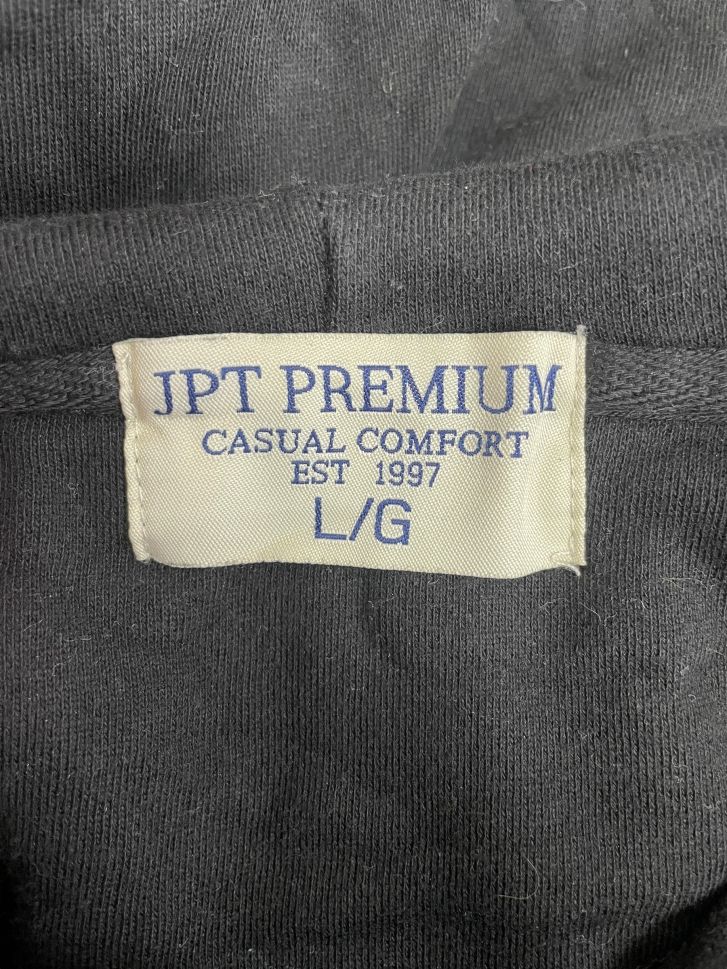 JPT PREMIUM
CASUAL COMFORT
EST 1997
L/G